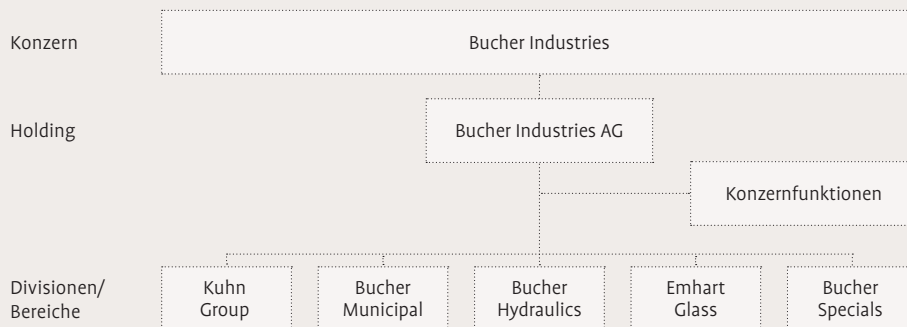 Konzern
Bucher Industries
Holding
Bucher Industries AG
Konzernfunktionen
Divisionen/
Bereiche
Kuhn
Group
Bucher
Municipal
Bucher
Hydraulics
Emhart
Glass
Bucher
Specials